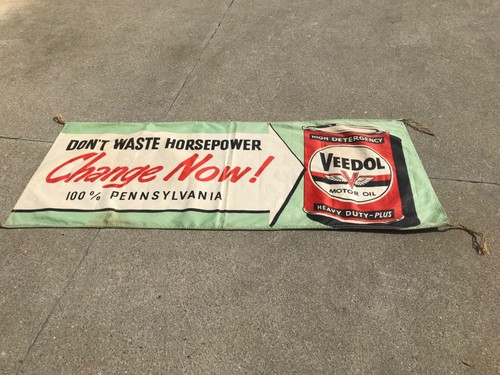 DON'T WASTE HORSEPOWER
Change Now!
100% PENNSYLVANIA
HIGH DETERGENCY
VEEDOL
MOTOR OIL
HEAVY DUTY-PLUS